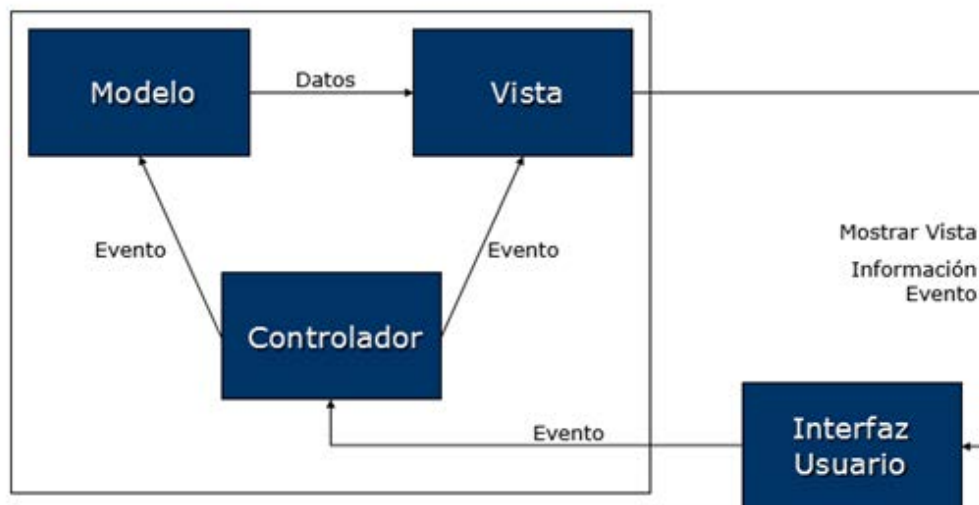 Modelo
Datos
Vista
Evento
Evento
Mostrar Vista
Información
Evento
Controlador
Evento
Interfaz
Usuario